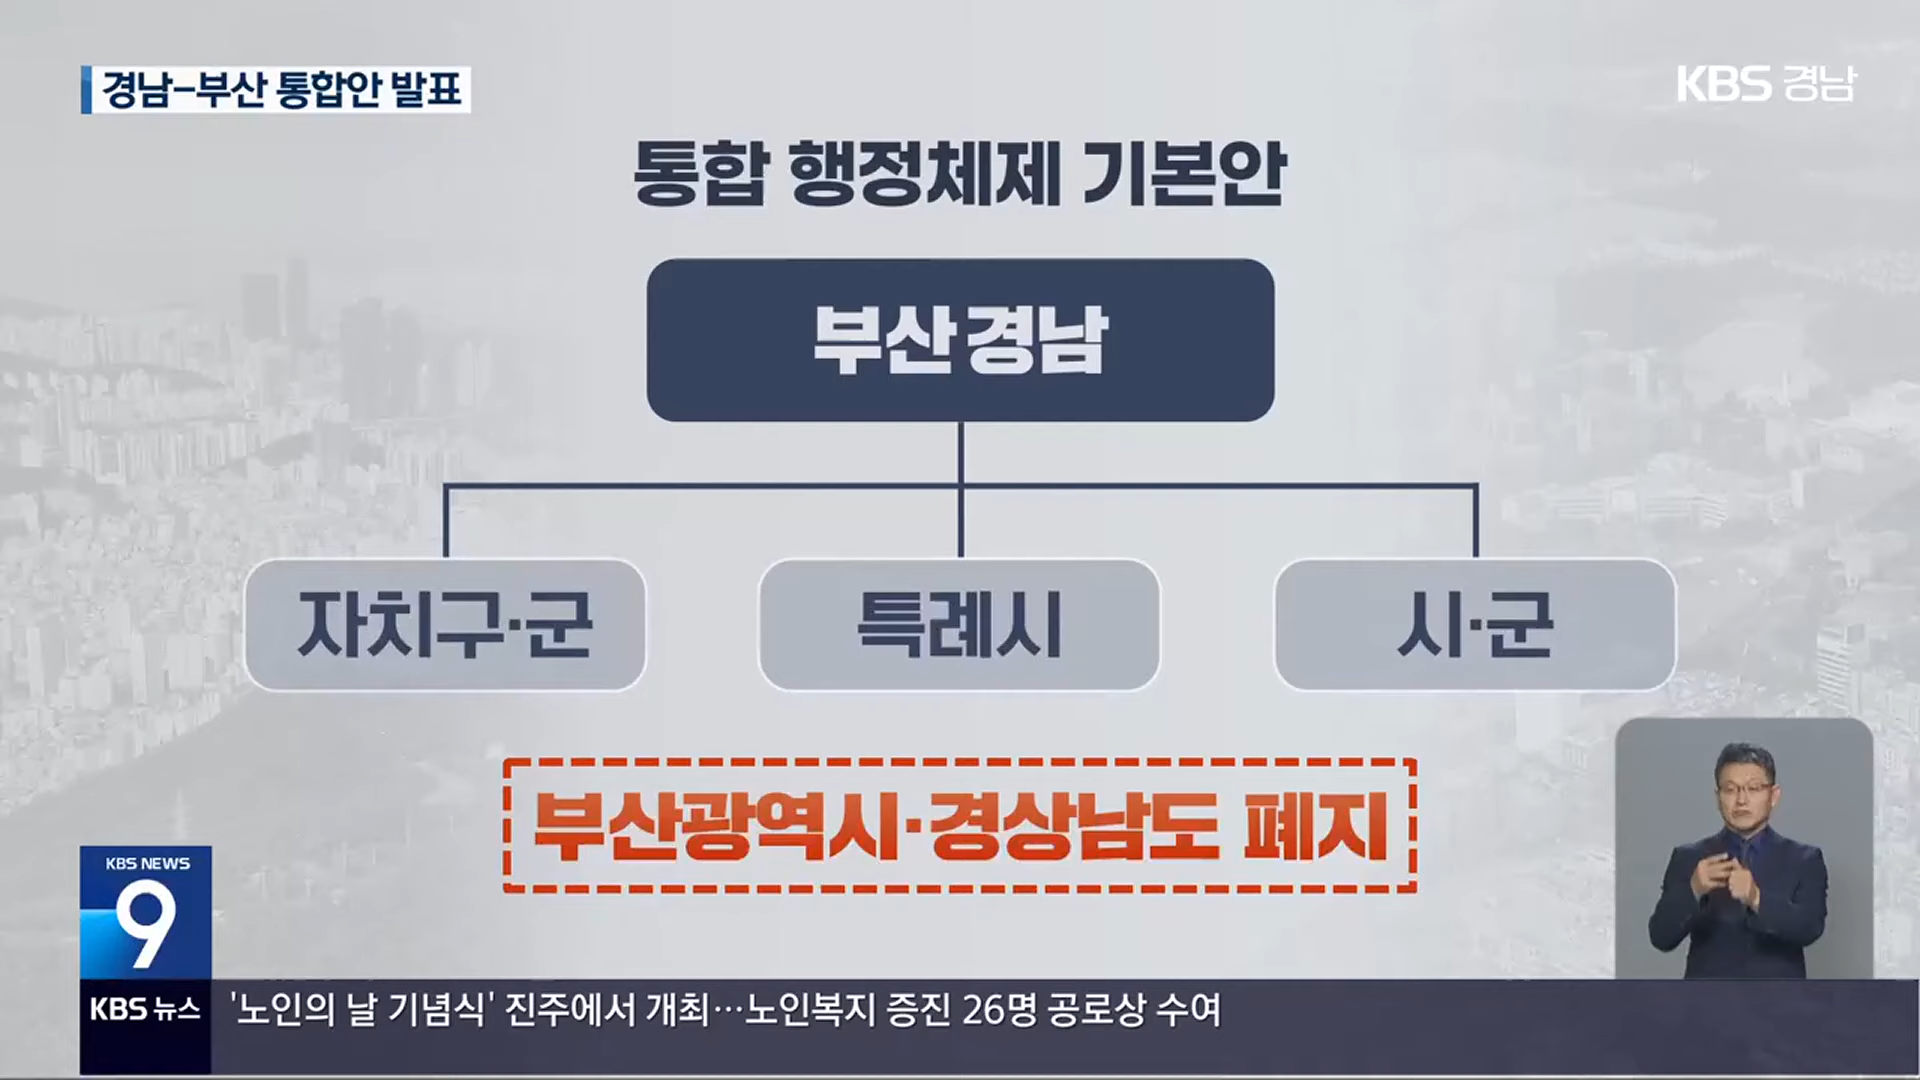 경남-부산 통합안 발표
KBS 경남
통합 행정체제 기본안
부산경남
자치구·군
특례시
시·군
부산광역시·경상남도 폐지
KBS NEWS
9
KBS 뉴스
'노인의 날 기념식' 진주에서 개최…노인복지 증진 26명 공로상 수여